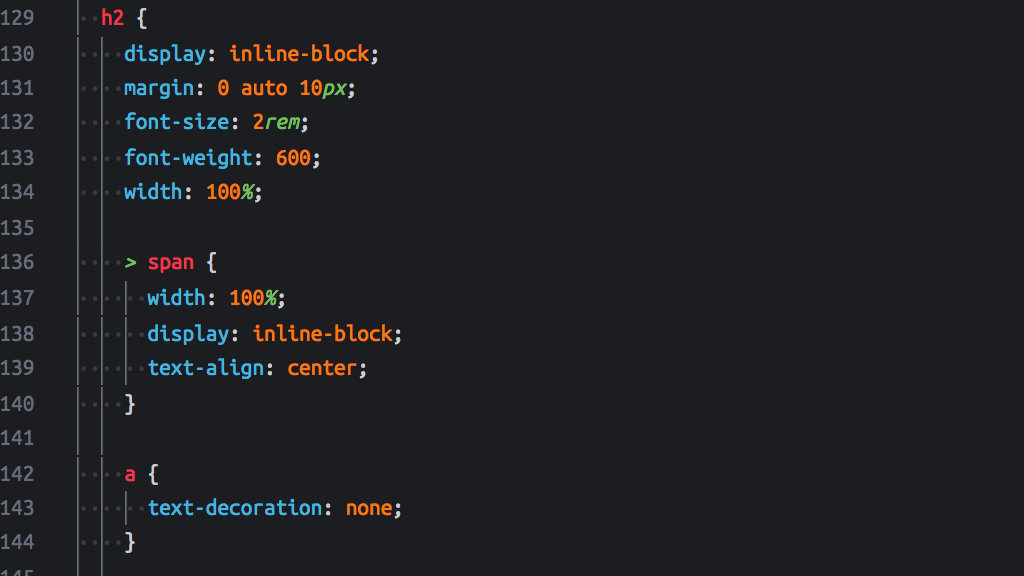 129 h2 {
130 display: inline-block;
131 margin: 0 auto 10px;
132 font-size: 2rem;
133 font-weight: 600;
134 width: 100%;
135
136 > span {
137 width: 100%;
138 display: inline-block;
139 text-align: center;
140 }
141
142 a {
143 text-decoration: none;
144 }